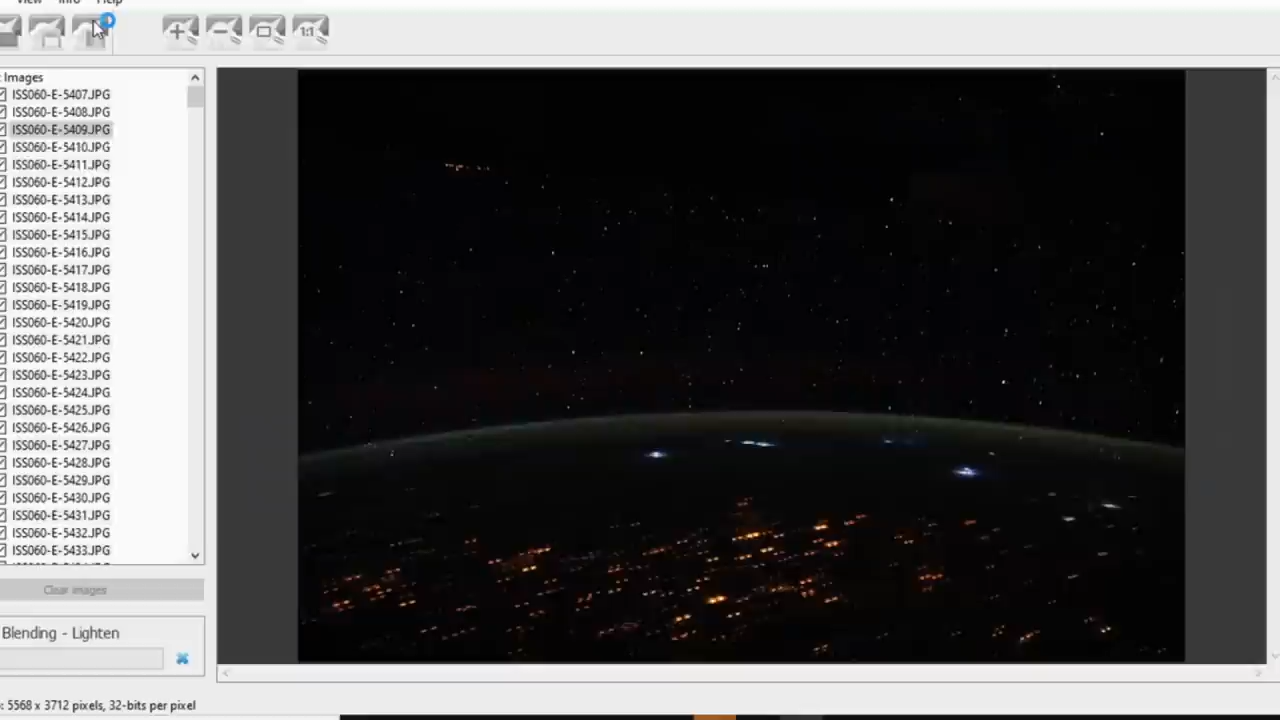 View Info Help
1:1
Images
ISS060-E-5407.JPG
ISS060-E-5408.JPG
ISS060-E-5409.JPG
ISS060-E-5410.JPG
ISS060-E-5411.JPG
ISS060-E-5412.JPG
ISS060-E-5413.JPG
ISS060-E-5414.JPG
ISS060-E-5415.JPG
ISS060-E-5416.JPG
ISS060-E-5417.JPG
ISS060-E-5418.JPG
ISS060-E-5419.JPG
ISS060-E-5420.JPG
ISS060-E-5421.JPG
ISS060-E-5422.JPG
ISS060-E-5423.JPG
ISS060-E-5424.JPG
ISS060-E-5425.JPG
ISS060-E-5426.JPG
ISS060-E-5427.JPG
ISS060-E-5428.JPG
ISS060-E-5429.JPG
ISS060-E-5430.JPG
ISS060-E-5431.JPG
ISS060-E-5432.JPG
ISS060-E-5433.JPG
Clear images
Blending - Lighten
: 5568 x 3712 pixels, 32-bits per pixel